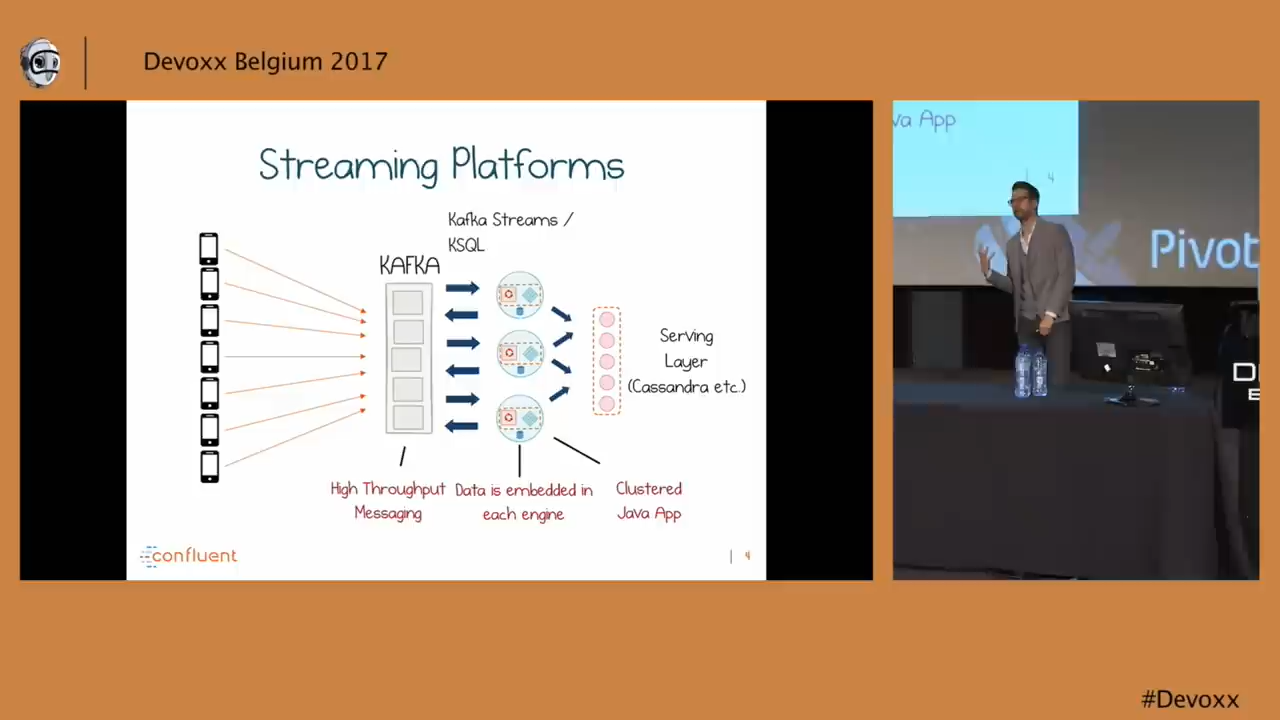 Devoxx Belgium 2017
Streaming Platforms
Kafka Streams /
KSQL
KAFKA
Serving
Layer
(Cassandra etc.)
High Throughput
Messaging
Data is embedded in
each engine
Clustered
Java App
confluent
| 4
va App
| 4
Pivot
D
E
#Devoxx